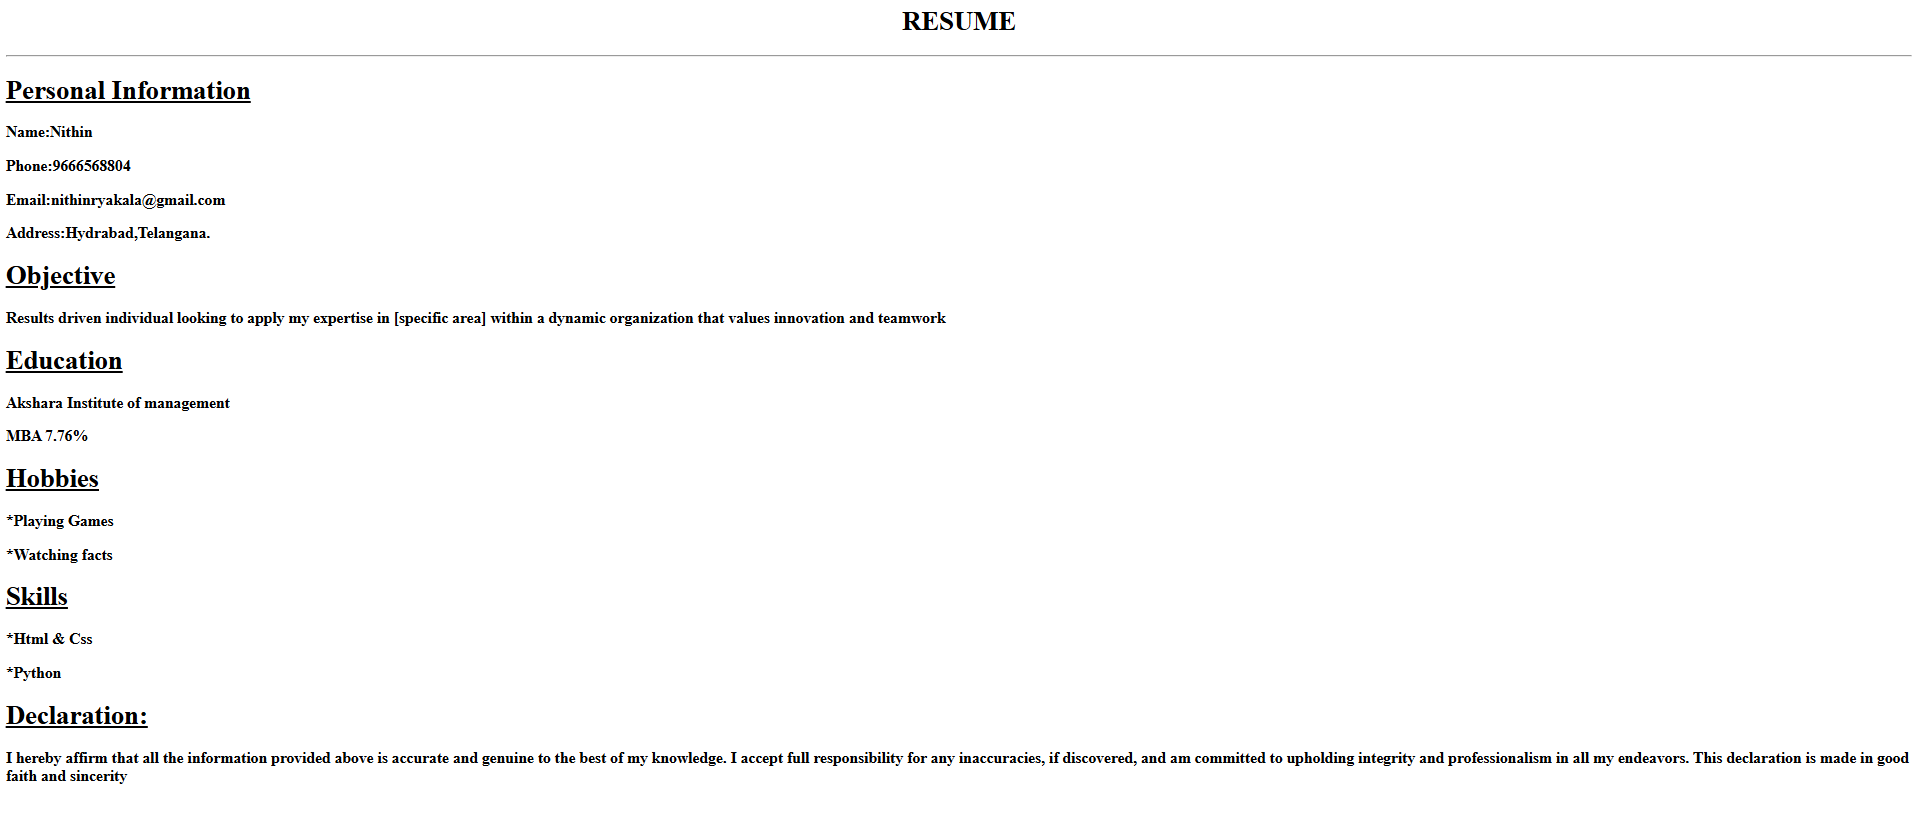 RESUME
Personal Information
Name:Nithin
Phone:9666568804
Email:nithinryakala@gmail.com
Address:Hydrabad,Telangana.
Objective
Results driven individual looking to apply my expertise in [specific area] within a dynamic organization that values innovation and teamwork
Education
Akshara Institute of management
MBA 7.76%
Hobbies
*Playing Games
*Watching facts
Skills
*Html & Css
*Python
Declaration:
I hereby affirm that all the information provided above is accurate and genuine to the best of my knowledge. I accept full responsibility for any inaccuracies, if discovered, and am committed to upholding integrity and professionalism in all my endeavors. This declaration is made in good
faith and sincerity